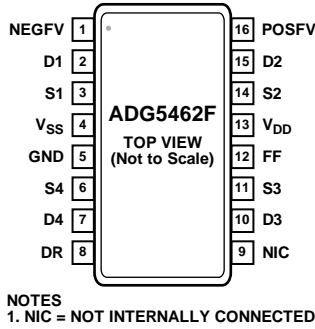 NEGFV 1 16 POSFV
D1 2 15 D2
S1 3 14 S2
VSS 4 13 VDD
GND 5 12 FF
S4 6 11 S3
D4 7 10 D3
DR 8 9 NIC
ADG5462F
TOP VIEW
(Not to Scale)
NOTES
1. NIC = NOT INTERNALLY CONNECTED